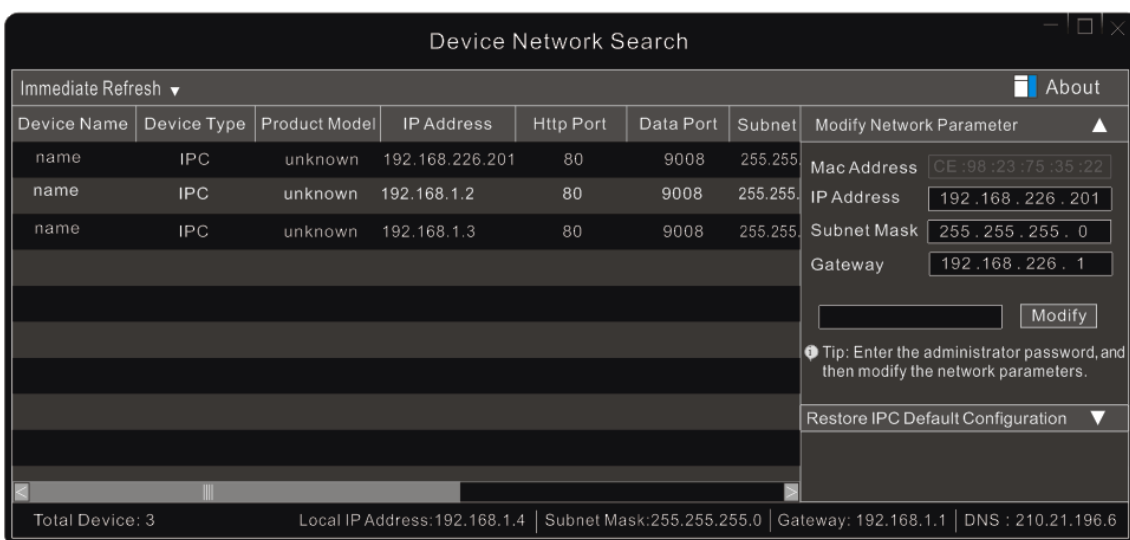 Device Network Search
Immediate Refresh
About
Device Name Device Type Product Model IP Address Http Port Data Port Subnet
name IPC unknown 192.168.226.201 80 9008 255.255.
name IPC unknown 192.168.1.2 80 9008 255.255.
name IPC unknown 192.168.1.3 80 9008 255.255.
Modify Network Parameter
Mac Address CE:98:23:75:35:22
IP Address 192.168.226.201
Subnet Mask 255.255.255.0
Gateway 192.168.226.1
Modify
Tip: Enter the administrator password, and
then modify the network parameters.
Restore IPC Default Configuration
Total Device: 3 Local IP Address:192.168.1.4 Subnet Mask:255.255.255.0 Gateway: 192.168.1.1 DNS : 210.21.196.6